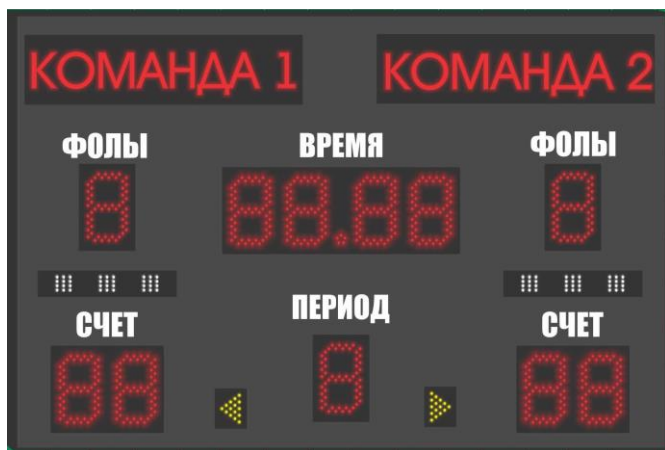 КОМАНДА 1 КОМАНДА 2
ФОЛЫ ВРЕМЯ ФОЛЫ
8 88.88 8
ПЕРИОД
СЧЕТ СЧЕТ
88 8 88